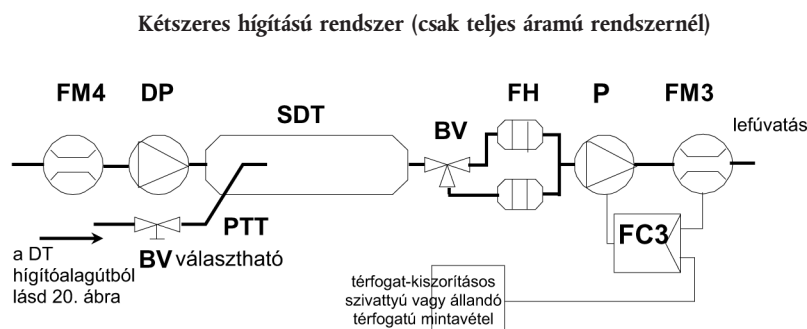 Kétszeres hígítású rendszer (csak teljes áramú rendszernél)
FM4
DP
SDT
BV
FH
P
FM3
lefúvatás
PTT
FC3
a DT
hígítóalagútból
lásd 20. ábra
BV választható
térfogat-kiszorításos
szivattyú vagy állandó
térfogatú mintavétel